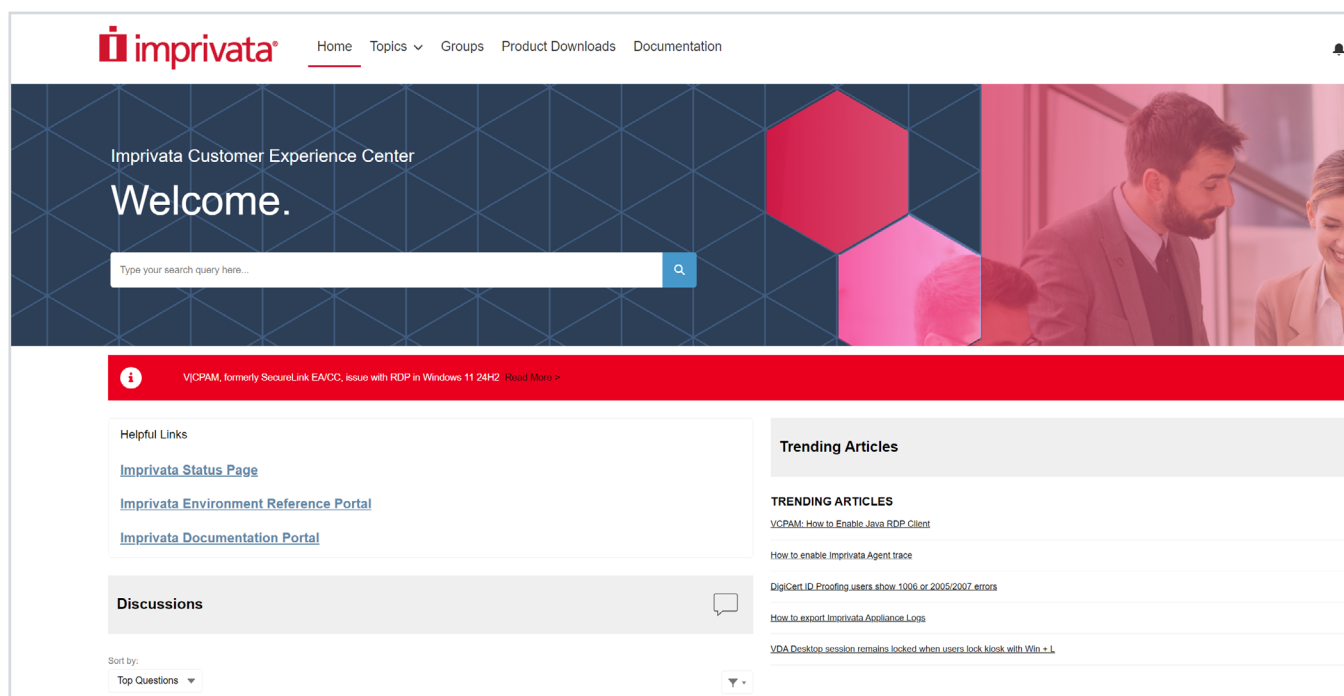 imprivata®
Home Topics Groups Product Downloads Documentation
Imprivata Customer Experience Center
Welcome.
Type your search query here...
V|CPAM, formerly SecureLink EA/CC, issue with RDP in Windows 11 24H2 Read More >
Helpful Links
Imprivata Status Page
Imprivata Environment Reference Portal
Imprivata Documentation Portal
Discussions
Sort by:
Top Questions
Trending Articles
TRENDING ARTICLES
VCPAM: How to Enable Java RDP Client
How to enable Imprivata Agent trace
DigiCert ID Proofing users show 1006 or 2005/2007 errors
How to export Imprivata Appliance Logs
VDA Desktop session remains locked when users lock kiosk with Win + L